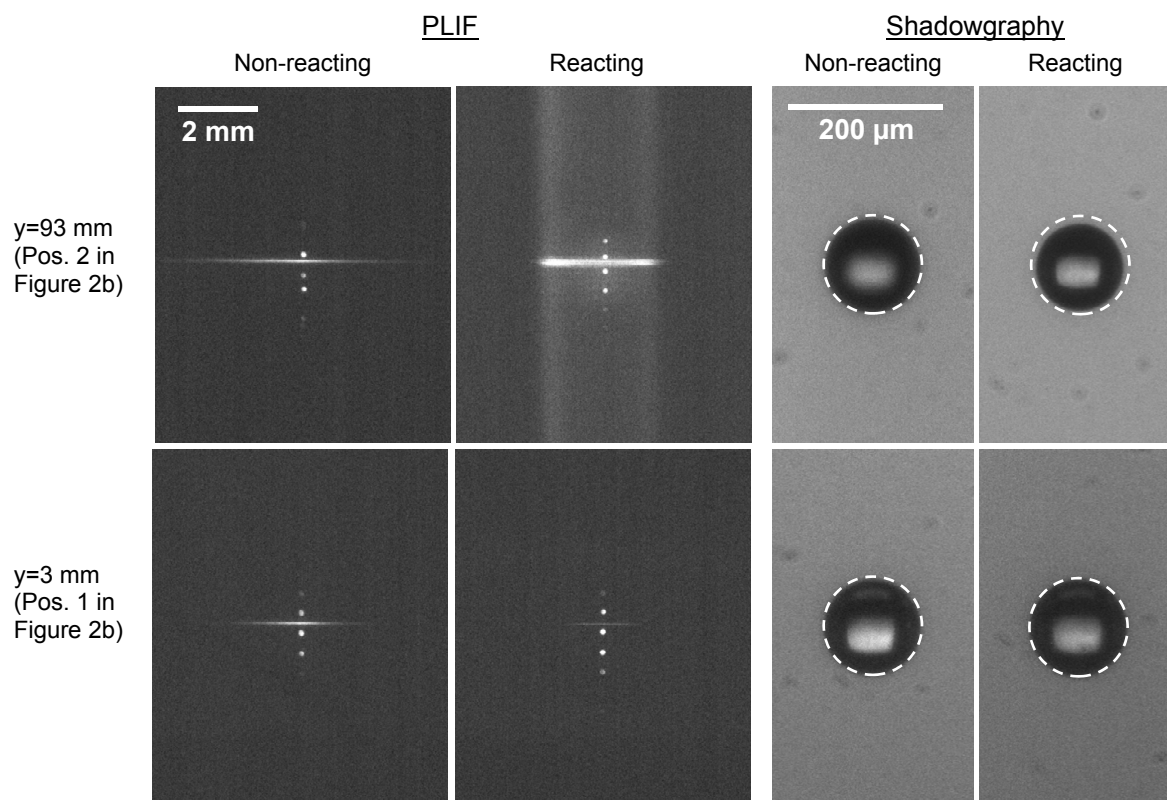 PLIF
Shadowgraphy
Non-reacting
Reacting
Non-reacting
Reacting
2 mm
200 µm
y=93 mm
(Pos. 2 in
Figure 2b)
y=3 mm
(Pos. 1 in
Figure 2b)